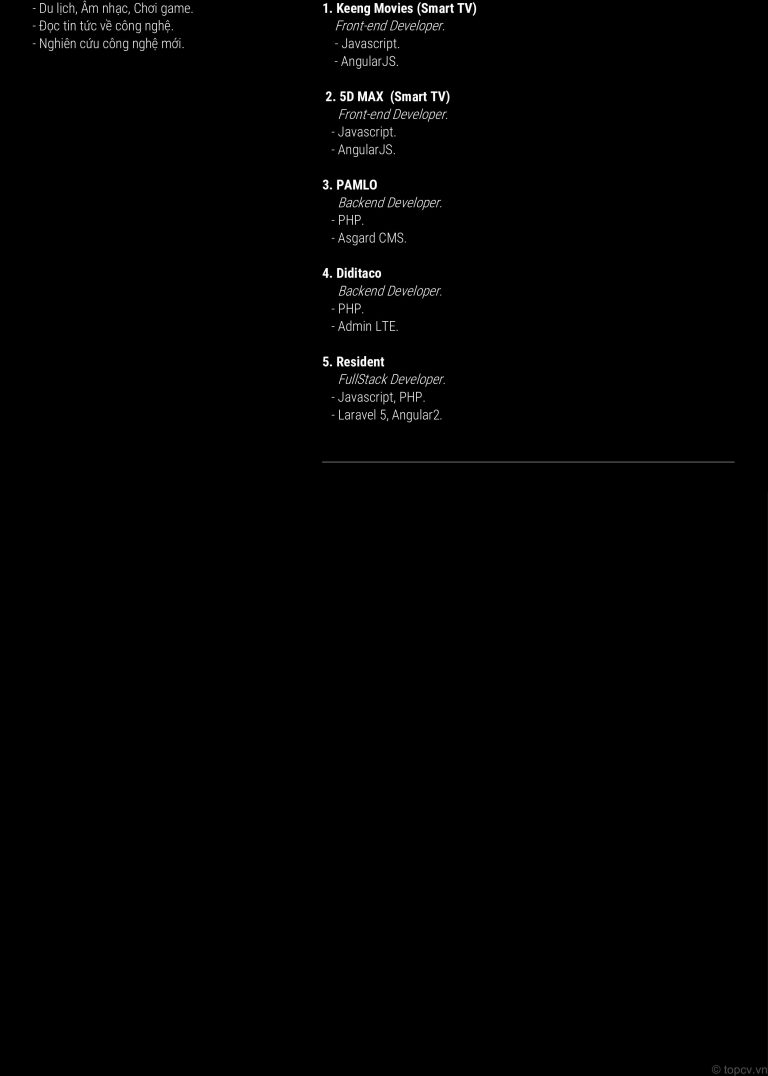 - Du lịch, Âm nhạc, Chơi game.
- Đọc tin tức về công nghệ.
- Nghiên cứu công nghệ mới.
1. Keeng Movies (Smart TV)
Front-end Developer.
- Javascript.
- AngularJS.
2. 5D MAX (Smart TV)
Front-end Developer.
- Javascript.
- AngularJS.
3. PAMLO
Backend Developer.
- PHP.
- Asgard CMS.
4. Diditaco
Backend Developer.
- PHP.
- Admin LTE.
5. Resident
FullStack Developer.
- Javascript, PHP.
- Laravel 5, Angular2.
© topcv.vn